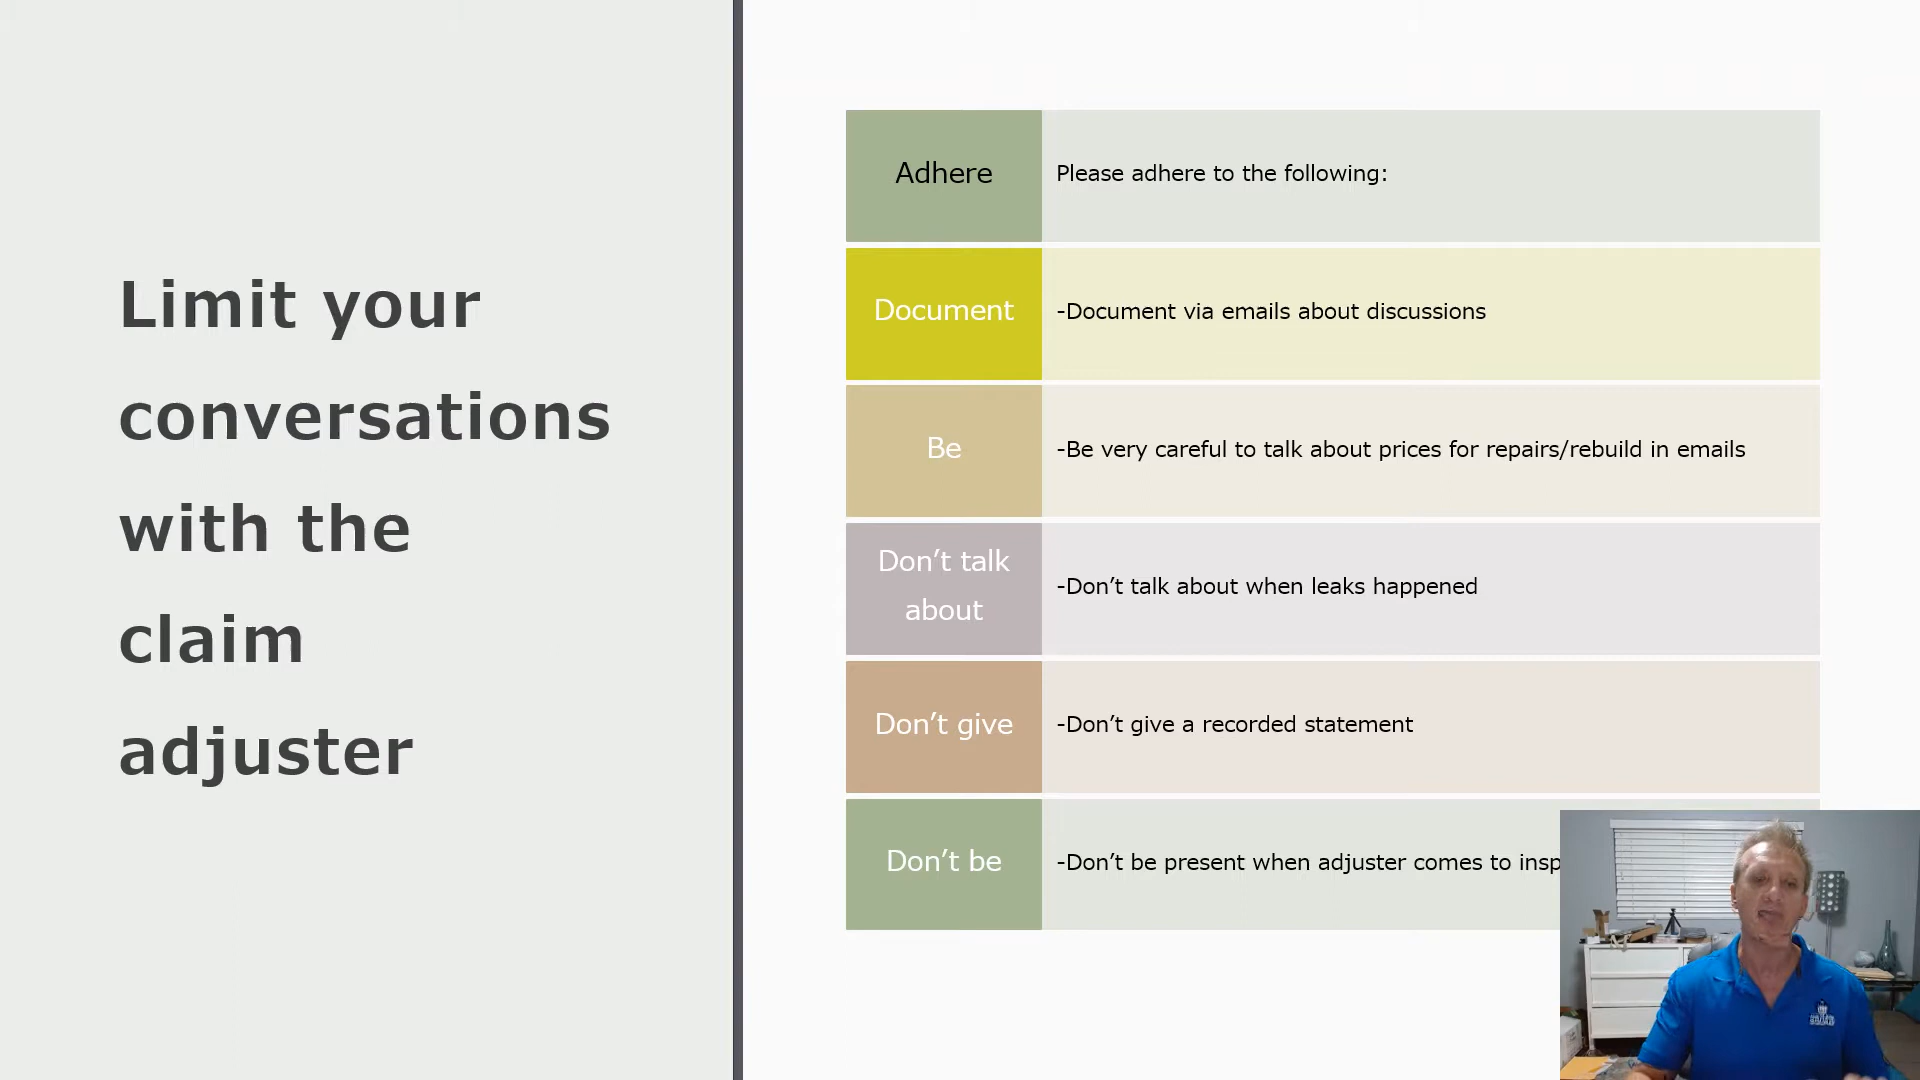 Limit your
conversations
with the
claim
adjuster
Adhere
Please adhere to the following:
Document
-Document via emails about discussions
Be
-Be very careful to talk about prices for repairs/rebuild in emails
Don’t talk
about
-Don’t talk about when leaks happened
Don’t give
-Don’t give a recorded statement
Don’t be
-Don’t be present when adjuster comes to